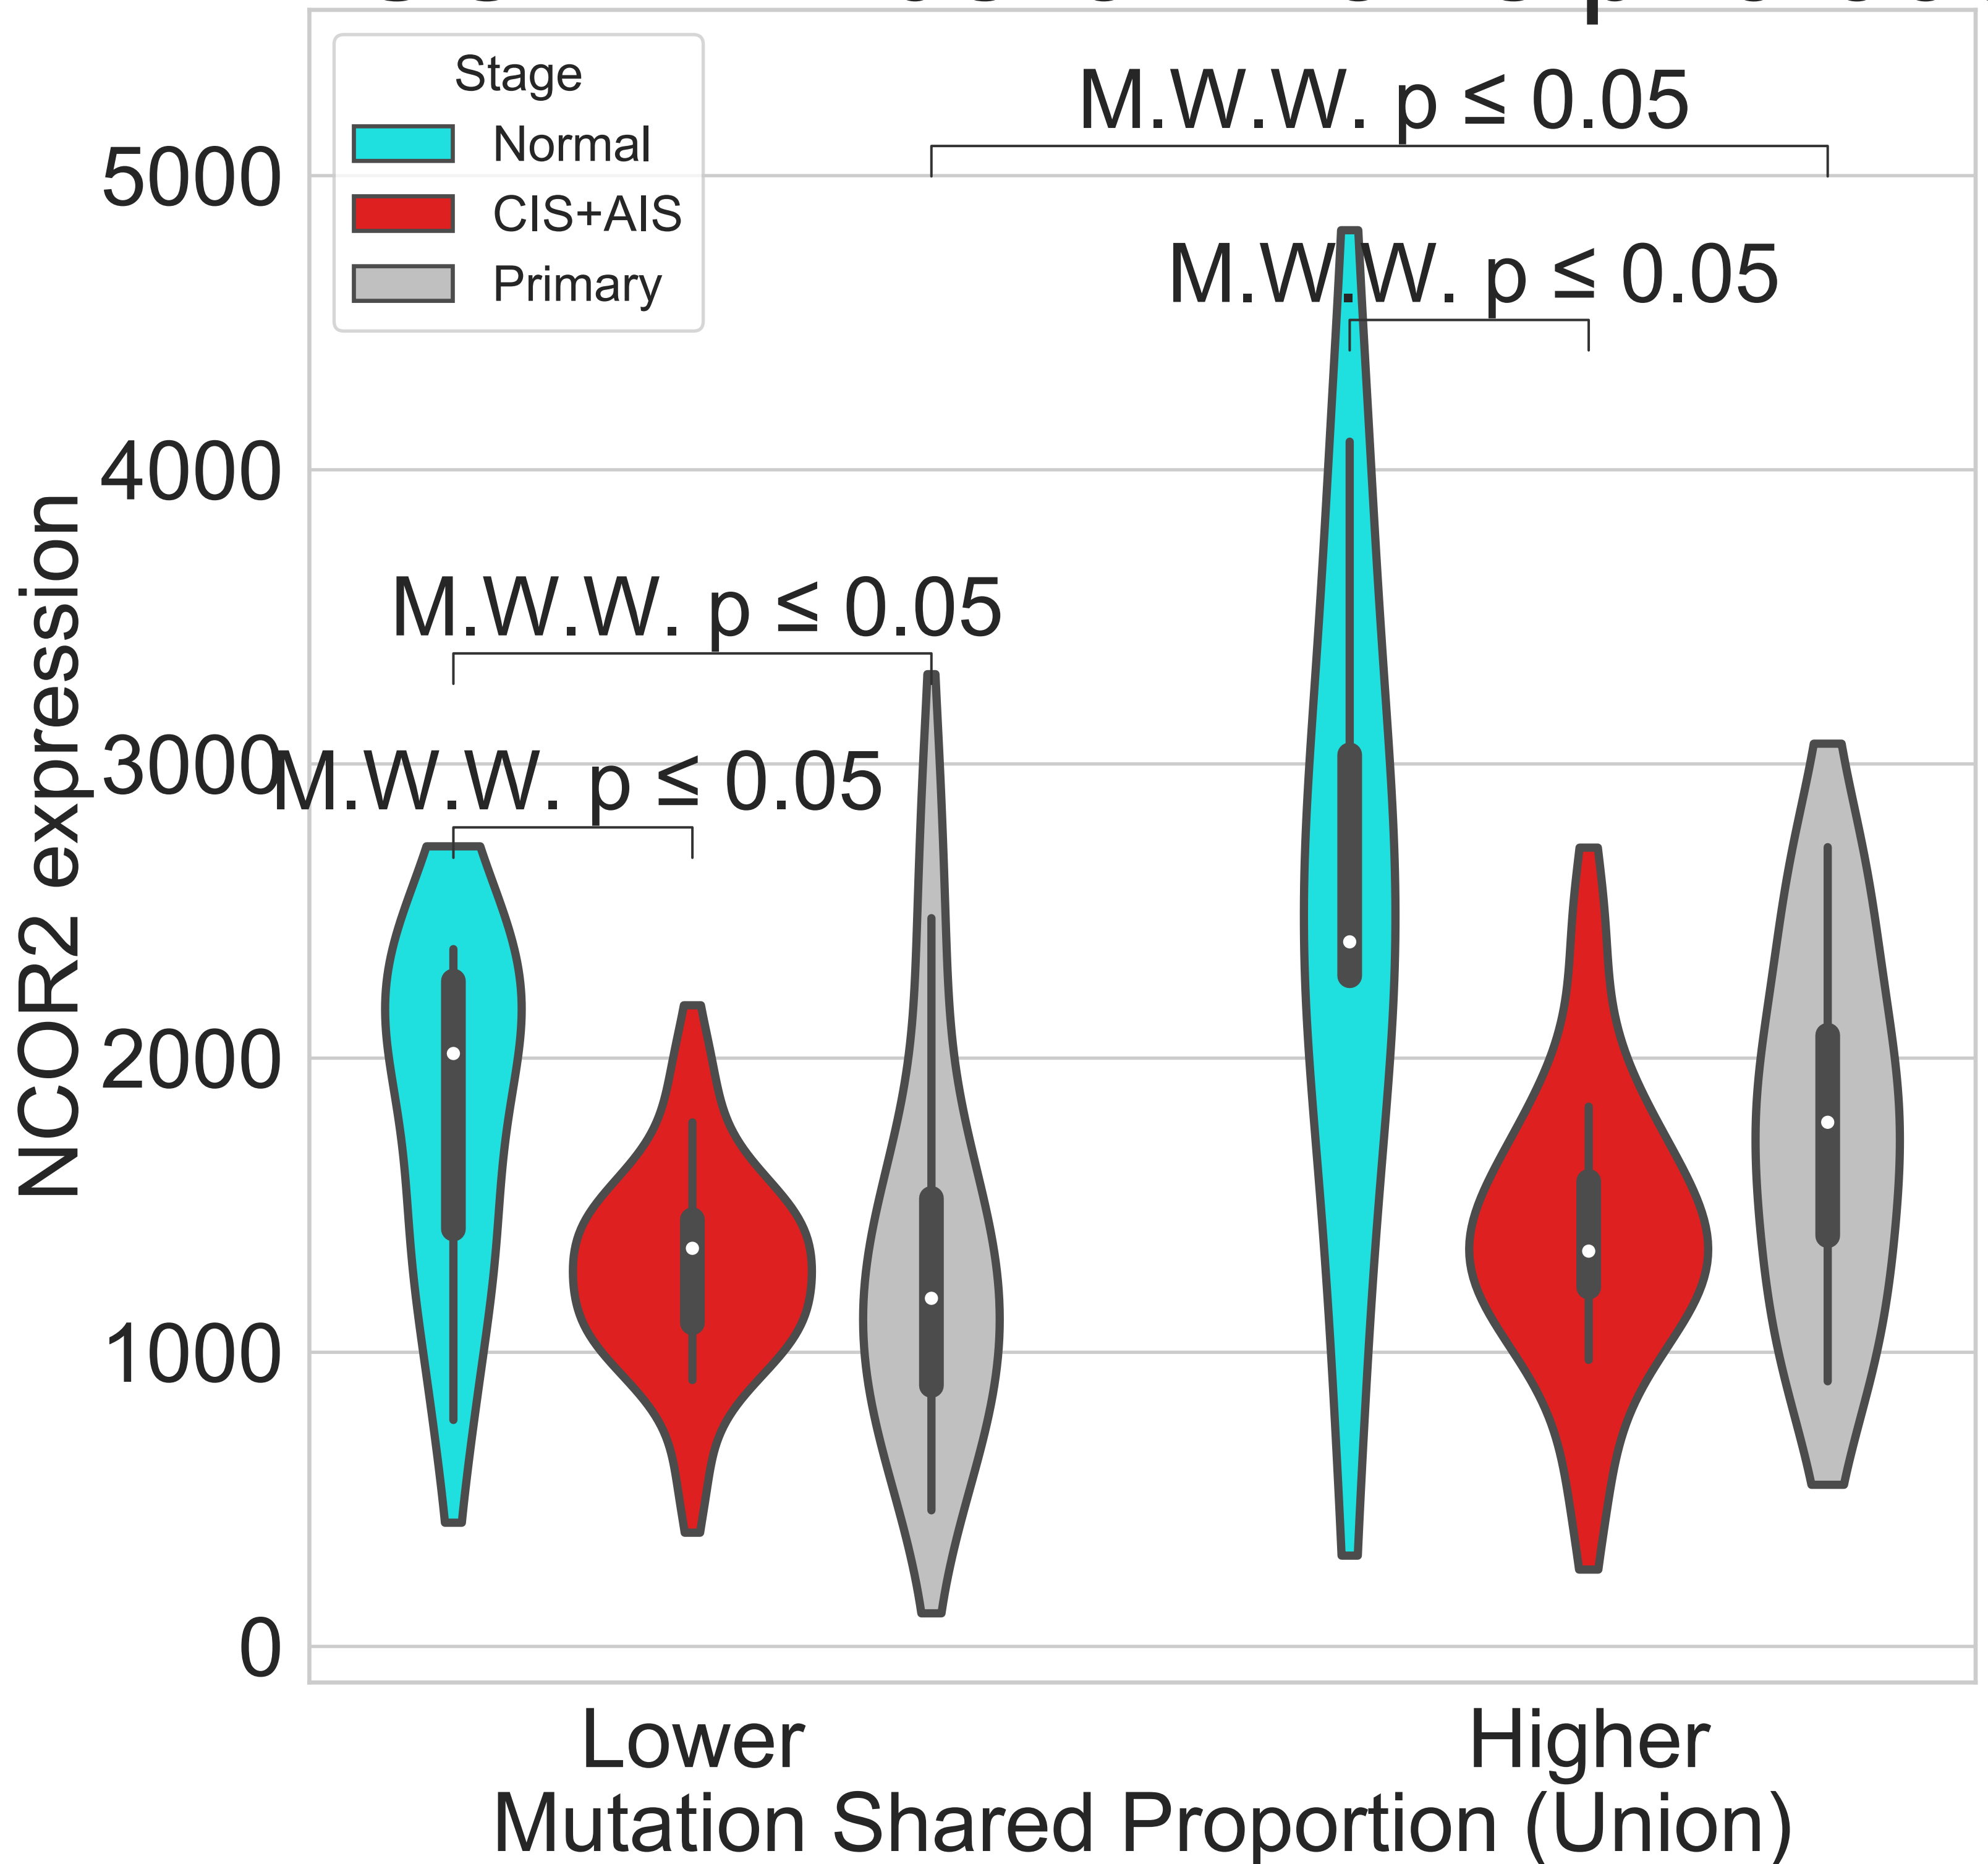 Stage
Normal
CIS+AIS
Primary
M.W.W. p ≤ 0.05
M.W.W. p ≤ 0.05
M.W.W. p ≤ 0.05
M.W.W. p ≤ 0.05
5000
4000
3000
2000
1000
0
NCOR2 expression
Lower
Higher
Mutation Shared Proportion (Union)